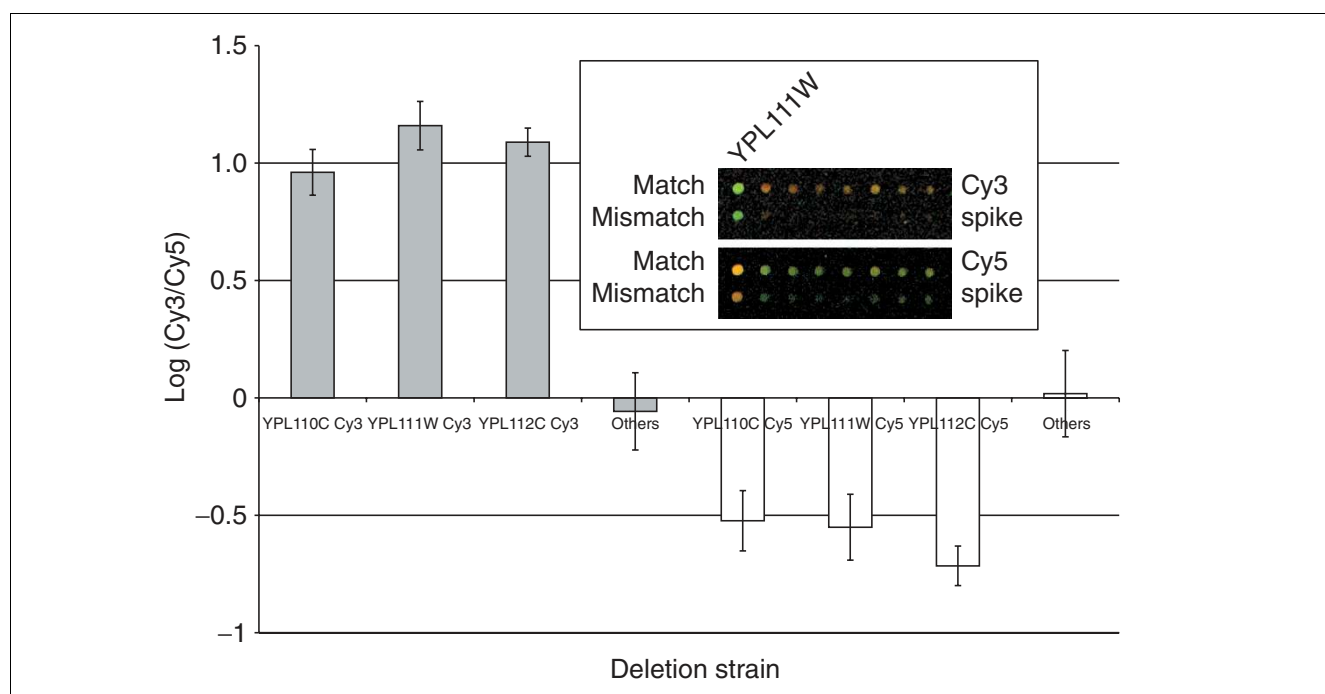 1.5
1.0
0.5
0
−0.5
−1
Log (Cy3/Cy5)
YPL111W
Match
Cy3
Mismatch
spike
Match
Cy5
Mismatch
spike
YPL110C Cy3
YPL111W Cy3
YPL112C Cy3
Others
YPL110C Cy5
YPL111W Cy5
YPL112C Cy5
Others
Deletion strain